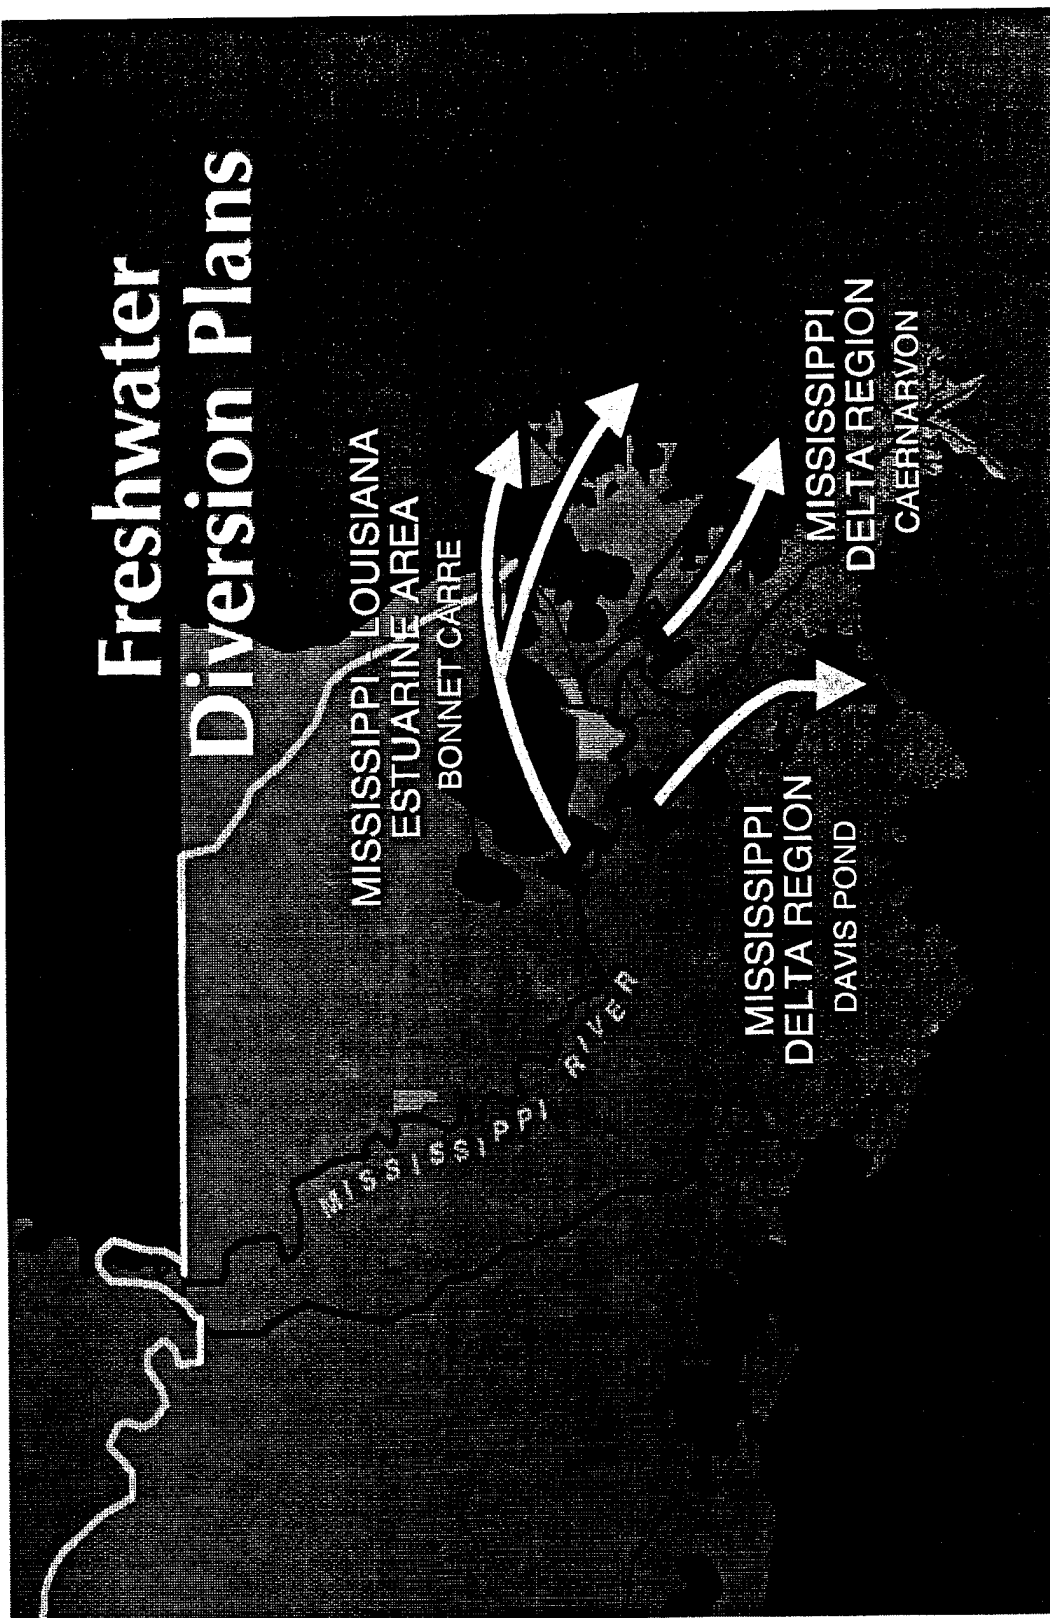 Freshwater
Diversion Plans
MISSISSIPPI LOUISIANA
ESTUARINE AREA
BONNET CARRE
MISSISSIPPI RIVER
MISSISSIPPI
DELTA REGION
DAVIS POND
MISSISSIPPI
DELTA REGION
CAERNARVON